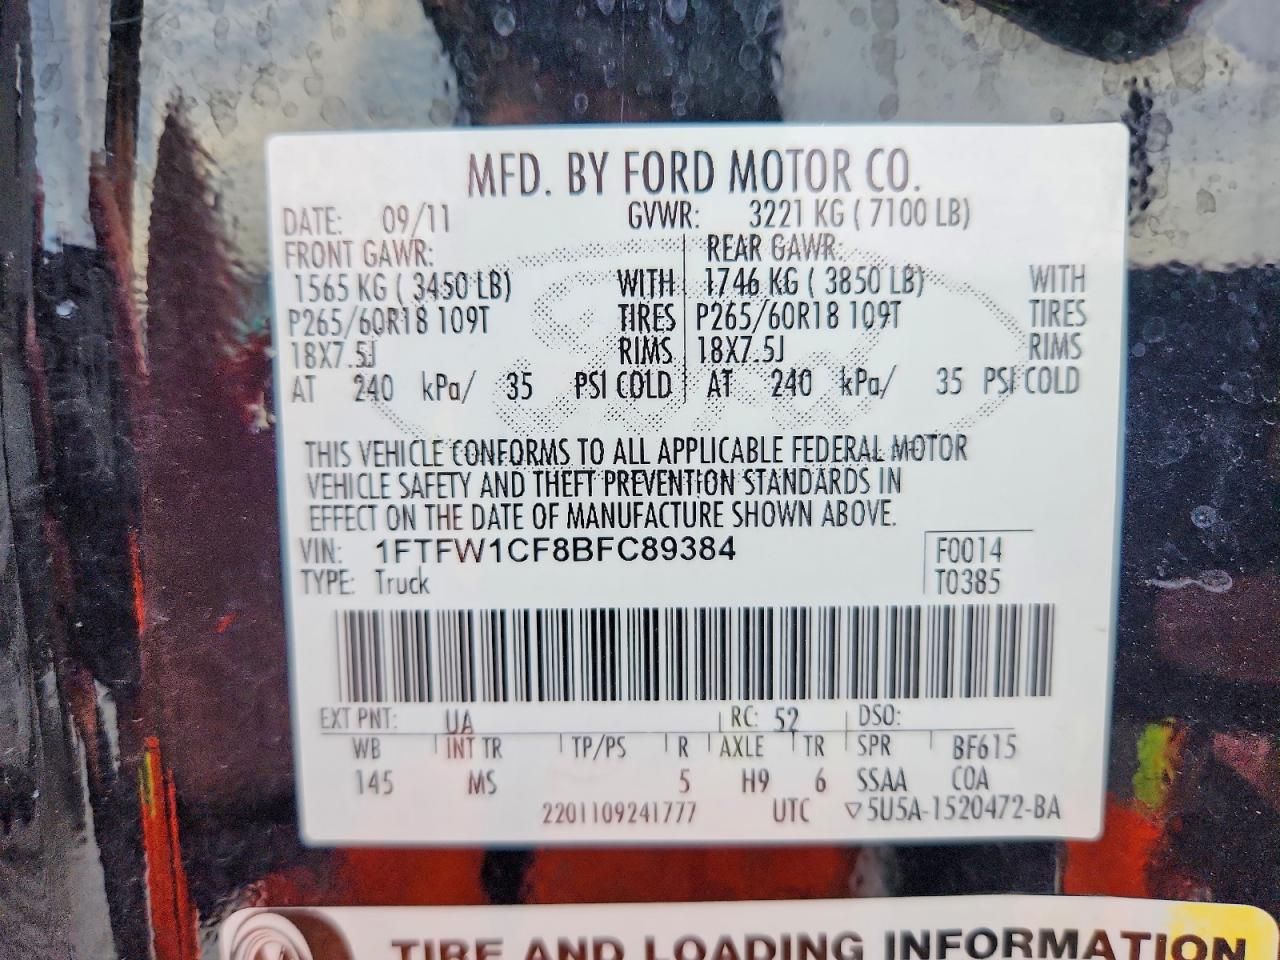 MFD. BY FORD MOTOR CO.
DATE: 09/11 GVWR: 3221 KG ( 7100 LB)
FRONT GAWR: REAR GAWR:
1565 KG ( 3450 LB) WITH 1746 KG ( 3850 LB) WITH
P265/60R18 109T TIRES P265/60R18 109T TIRES
18X7.5J RIMS 18X7.5J RIMS
AT 240 kPa/ 35 PSI COLD AT 240 kPa/ 35 PSI COLD
THIS VEHICLE CONFORMS TO ALL APPLICABLE FEDERAL MOTOR
VEHICLE SAFETY AND THEFT PREVENTION STANDARDS IN
EFFECT ON THE DATE OF MANUFACTURE SHOWN ABOVE.
VIN: 1FTFW1CF8BFC89384 F0014
TYPE: Truck T0385
EXT PNT: UA RC: 52 DSO:
WB INT TR TP/PS R AXLE TR SPR BF615
145 MS 5 H9 6 SSAA COA
2201109241777 UTC ▽5U5A-1520472-BA
TIRE AND LOADING INFORMATION